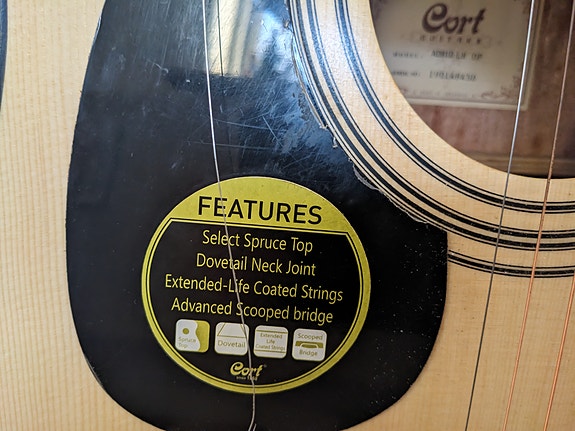 Cort
GUITARS
FEATURES
Select Spruce Top
Dovetail Neck Joint
Extended-Life Coated Strings
Advanced Scooped bridge
Spruce
Top
Dovetail
Extended
Life
Coated Strings
Scooped
Bridge
Cort